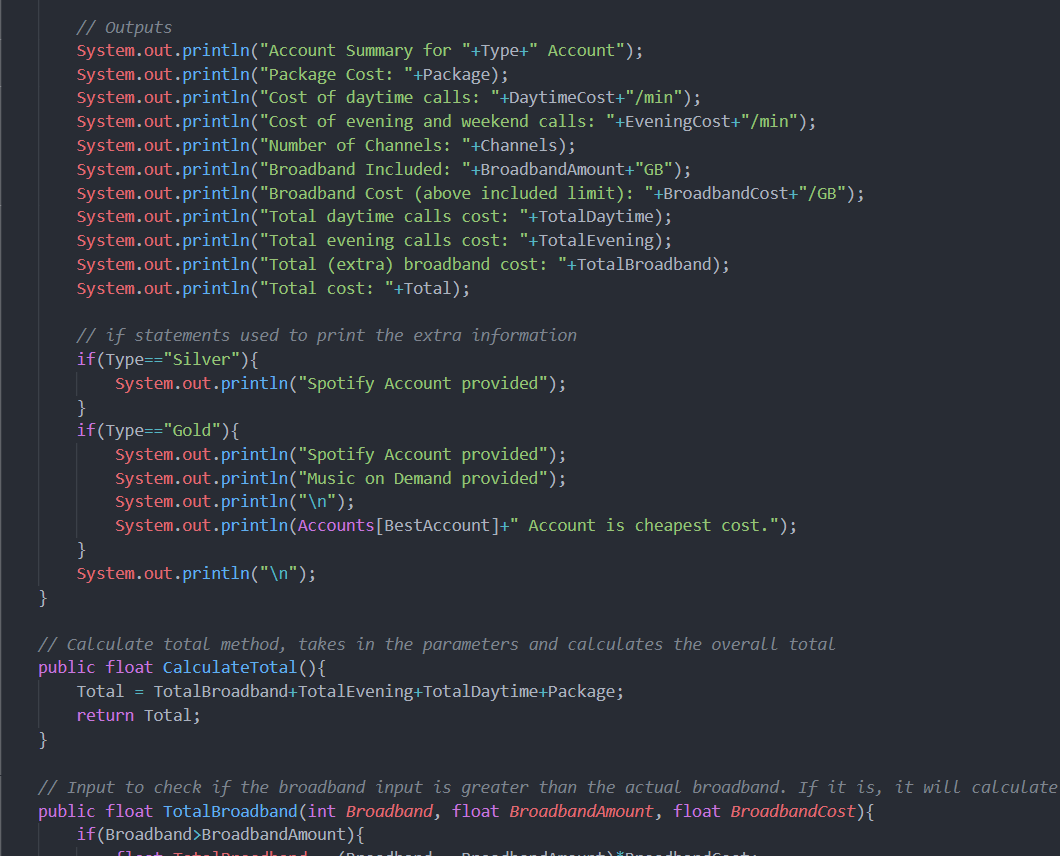 // Outputs
System.out.println("Account Summary for "+Type+" Account");
System.out.println("Package Cost: "+Package);
System.out.println("Cost of daytime calls: "+DaytimeCost+"/min");
System.out.println("Cost of evening and weekend calls: "+EveningCost+"/min");
System.out.println("Number of Channels: "+Channels);
System.out.println("Broadband Included: "+BroadbandAmount+"GB");
System.out.println("Broadband Cost (above included limit): "+BroadbandCost+"/GB");
System.out.println("Total daytime calls cost: "+TotalDaytime);
System.out.println("Total evening calls cost: "+TotalEvening);
System.out.println("Total (extra) broadband cost: "+TotalBroadband);
System.out.println("Total cost: "+Total);
// if statements used to print the extra information
if(Type=="Silver"){
System.out.println("Spotify Account provided");
}
if(Type=="Gold"){
System.out.println("Spotify Account provided");
System.out.println("Music on Demand provided");
System.out.println("\n");
System.out.println(Accounts[BestAccount]+" Account is cheapest cost.");
}
System.out.println("\n");
}
// Calculate total method, takes in the parameters and calculates the overall total
public float CalculateTotal(){
Total = TotalBroadband+TotalEvening+TotalDaytime+Package;
return Total;
}
// Input to check if the broadband input is greater than the actual broadband. If it is, it will calculate
public float TotalBroadband(int Broadband, float BroadbandAmount, float BroadbandCost){
if(Broadband>BroadbandAmount){
float TotalBroadband = (Broadband - BroadbandAmount)*BroadbandCost;